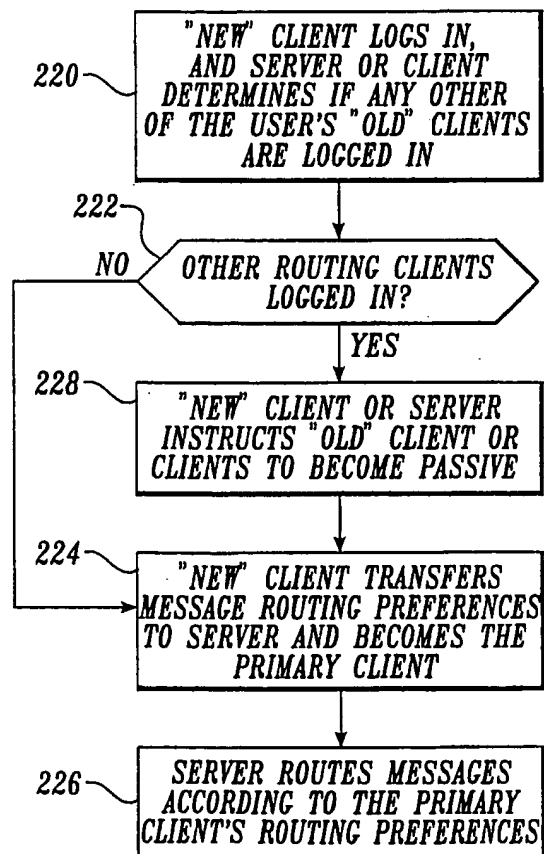 220
"NEW" CLIENT LOGS IN,
AND SERVER OR CLIENT
DETERMINES IF ANY OTHER
OF THE USER'S "OLD" CLIENTS
ARE LOGGED IN
222
NO
OTHER ROUTING CLIENTS
LOGGED IN?
YES
228
"NEW" CLIENT OR SERVER
INSTRUCTS "OLD" CLIENT OR
CLIENTS TO BECOME PASSIVE
224
"NEW" CLIENT TRANSFERS
MESSAGE ROUTING PREFERENCES
TO SERVER AND BECOMES THE
PRIMARY CLIENT
226
SERVER ROUTES MESSAGES
ACCORDING TO THE PRIMARY
CLIENT'S ROUTING PREFERENCES